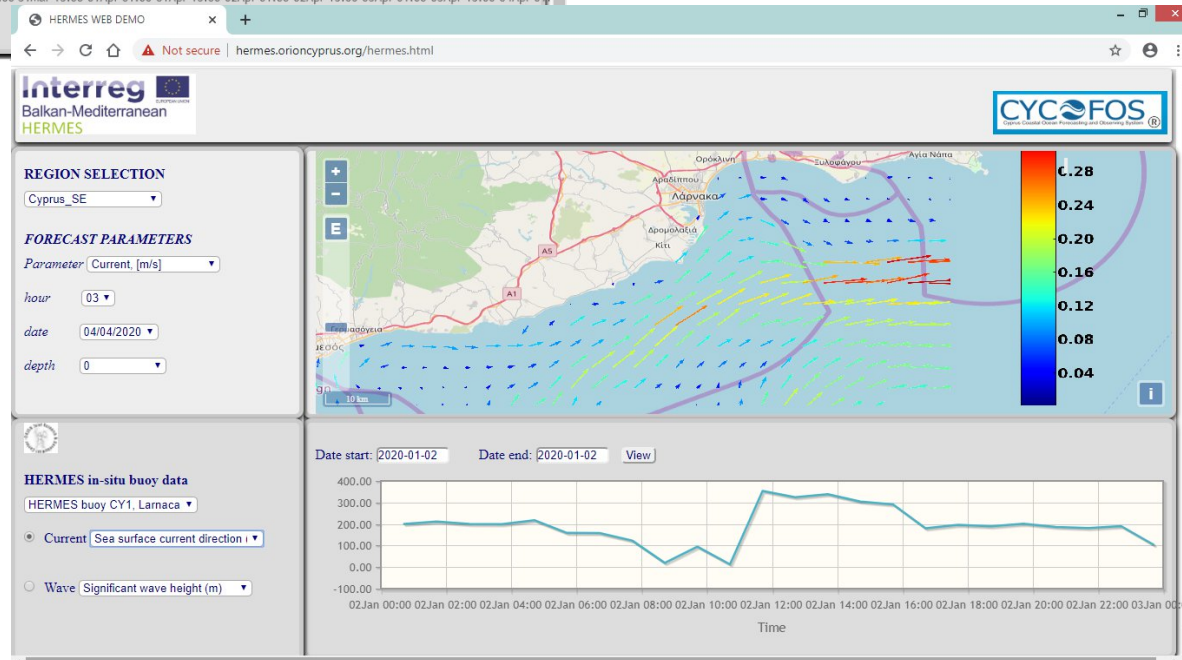 HERMES WEB DEMO
Not secure | hermes.orioncyprus.org/hermes.html
Interreg
EUROPEAN UNION
Balkan-Mediterranean
HERMES
CYCOFOS ®
Cyprus Coastal Ocean Forecasting and Observing System
REGION SELECTION
Cyprus_SE
FORECAST PARAMETERS
Parameter Current, [m/s]
hour 03
date 04/04/2020
depth 0
+
−
E
Ορόκλινη
Ξυλοφάγου
Αγία Νάπα
Αραδίππου
Λάρνακα
Δρομολαξιά
Κίτι
A5
A1
Γερμασόγεια
μεσός
10 km
i
0.28
0.24
0.20
0.16
0.12
0.08
0.04
HERMES in-situ buoy data
HERMES buoy CY1, Larnaca
Current Sea surface current direction (
Wave Significant wave height (m)
Date start: 2020-01-02 Date end: 2020-01-02 View
400.00
300.00
200.00
100.00
0.00
-100.00
02Jan 00:00 02Jan 02:00 02Jan 04:00 02Jan 06:00 02Jan 08:00 02Jan 10:00 02Jan 12:00 02Jan 14:00 02Jan 16:00 02Jan 18:00 02Jan 20:00 02Jan 22:00 03Jan 00:
Time